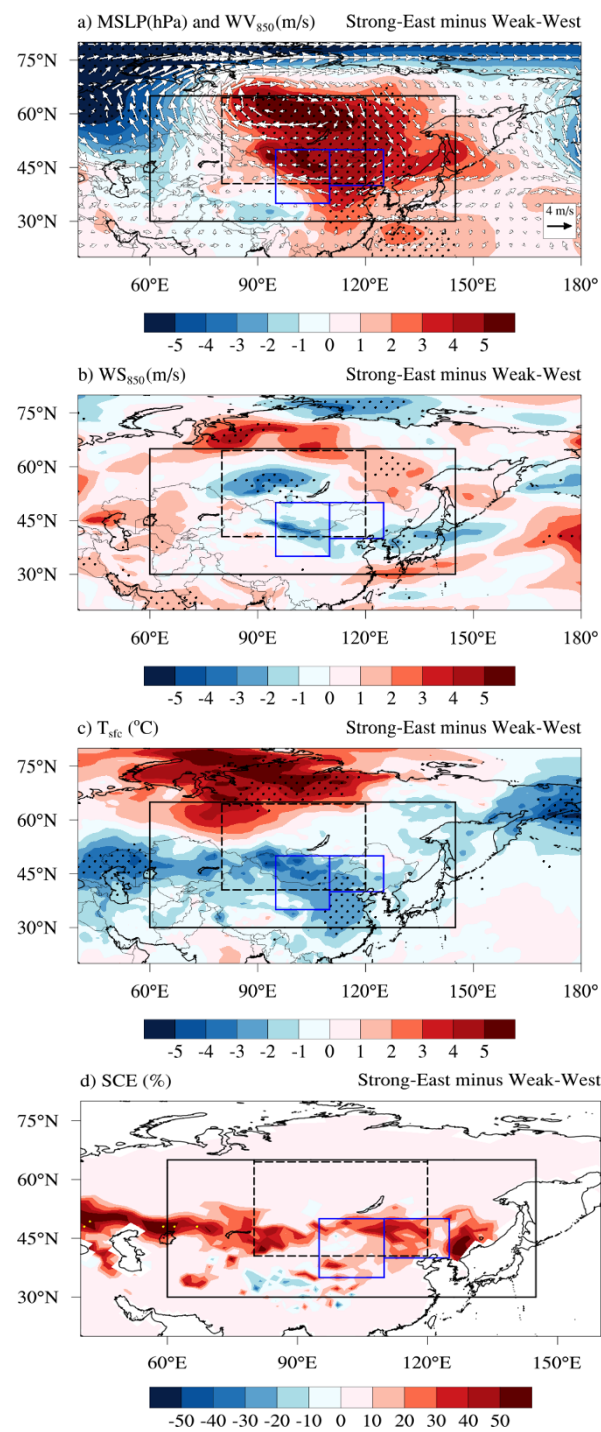 a) MSLP(hPa) and WV850(m/s) Strong-East minus Weak-West
75°N
60°N
45°N
30°N
4 m/s
60°E 90°E 120°E 150°E 180°
-5 -4 -3 -2 -1 0 1 2 3 4 5
b) WS850(m/s) Strong-East minus Weak-West
75°N
60°N
45°N
30°N
60°E 90°E 120°E 150°E 180°
-5 -4 -3 -2 -1 0 1 2 3 4 5
c) Tsfc (°C) Strong-East minus Weak-West
75°N
60°N
45°N
30°N
60°E 90°E 120°E 150°E 180°
-5 -4 -3 -2 -1 0 1 2 3 4 5
d) SCE (%) Strong-East minus Weak-West
75°N
60°N
45°N
30°N
60°E 90°E 120°E 150°E
-50 -40 -30 -20 -10 0 10 20 30 40 50